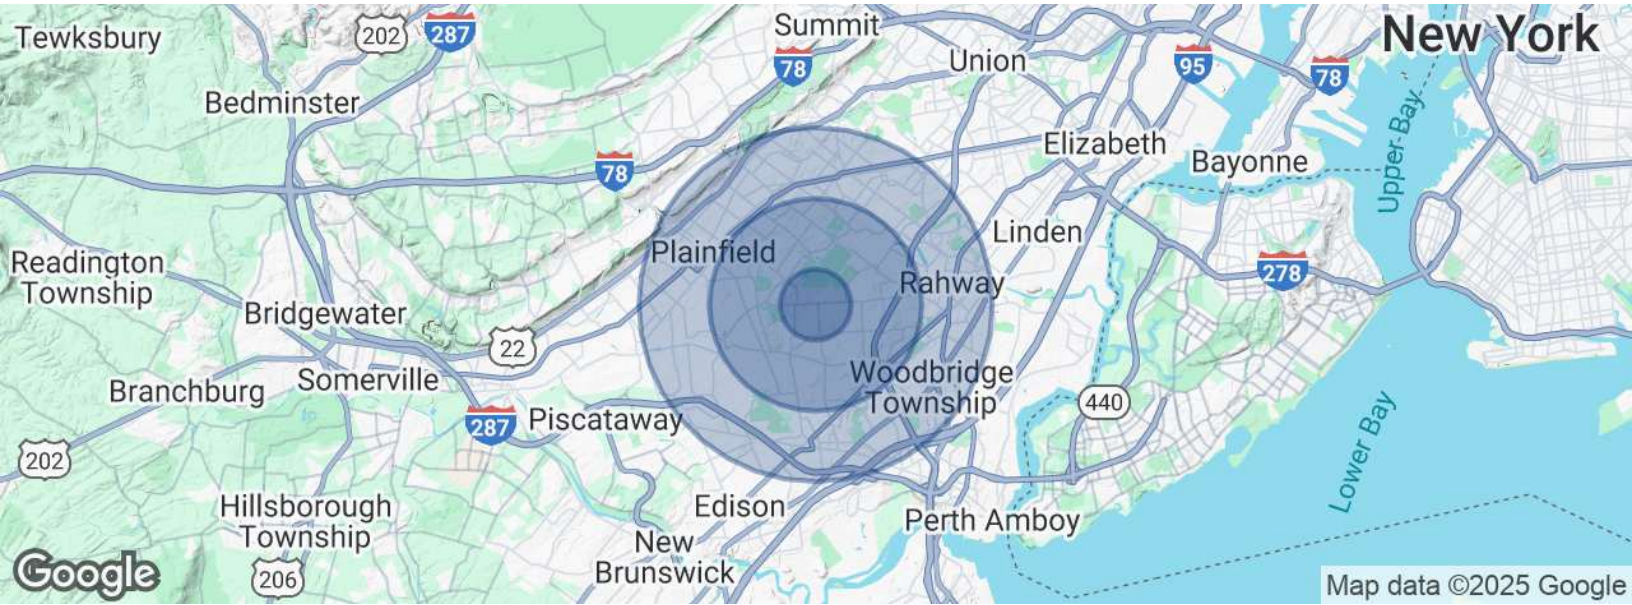 Tewksbury
202
287
Summit
New York
78
Union
95
78
Bedminster
Elizabeth
Bayonne
Upper Bay
78
Linden
Plainfield
Readington
Township
278
Rahway
Bridgewater
22
Woodbridge
Township
Somerville
Branchburg
440
287
Piscataway
202
Lower Bay
Hillsborough
Township
Edison
Perth Amboy
New
Brunswick
206
Google
Map data ©2025 Google